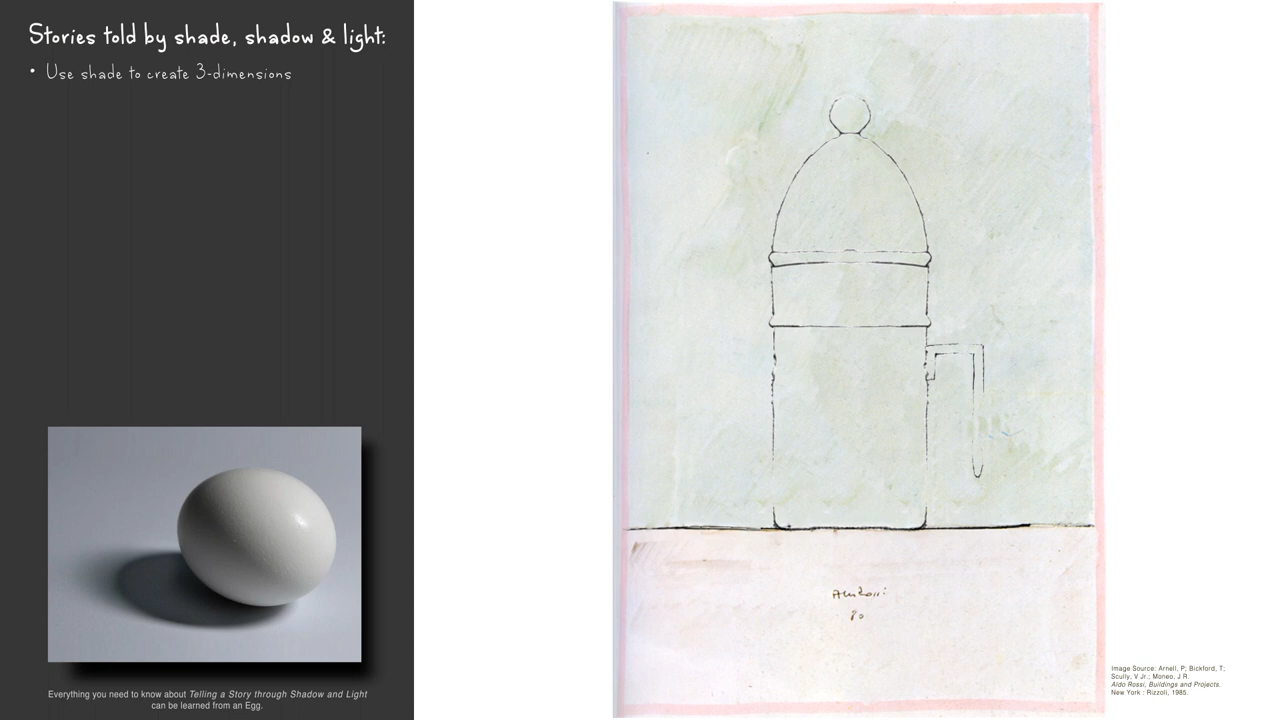 Stories told by shade, shadow & light:
• Use shade to create 3-dimensions
Everything you need to know about Telling a Story through Shadow and Light
can be learned from an Egg.
80
Image Source: Arnell, P; Bickford, T;
Scully, V Jr.; Moneo, J R.
Aldo Rossi, Buildings and Projects.
New York : Rizzoli, 1985.